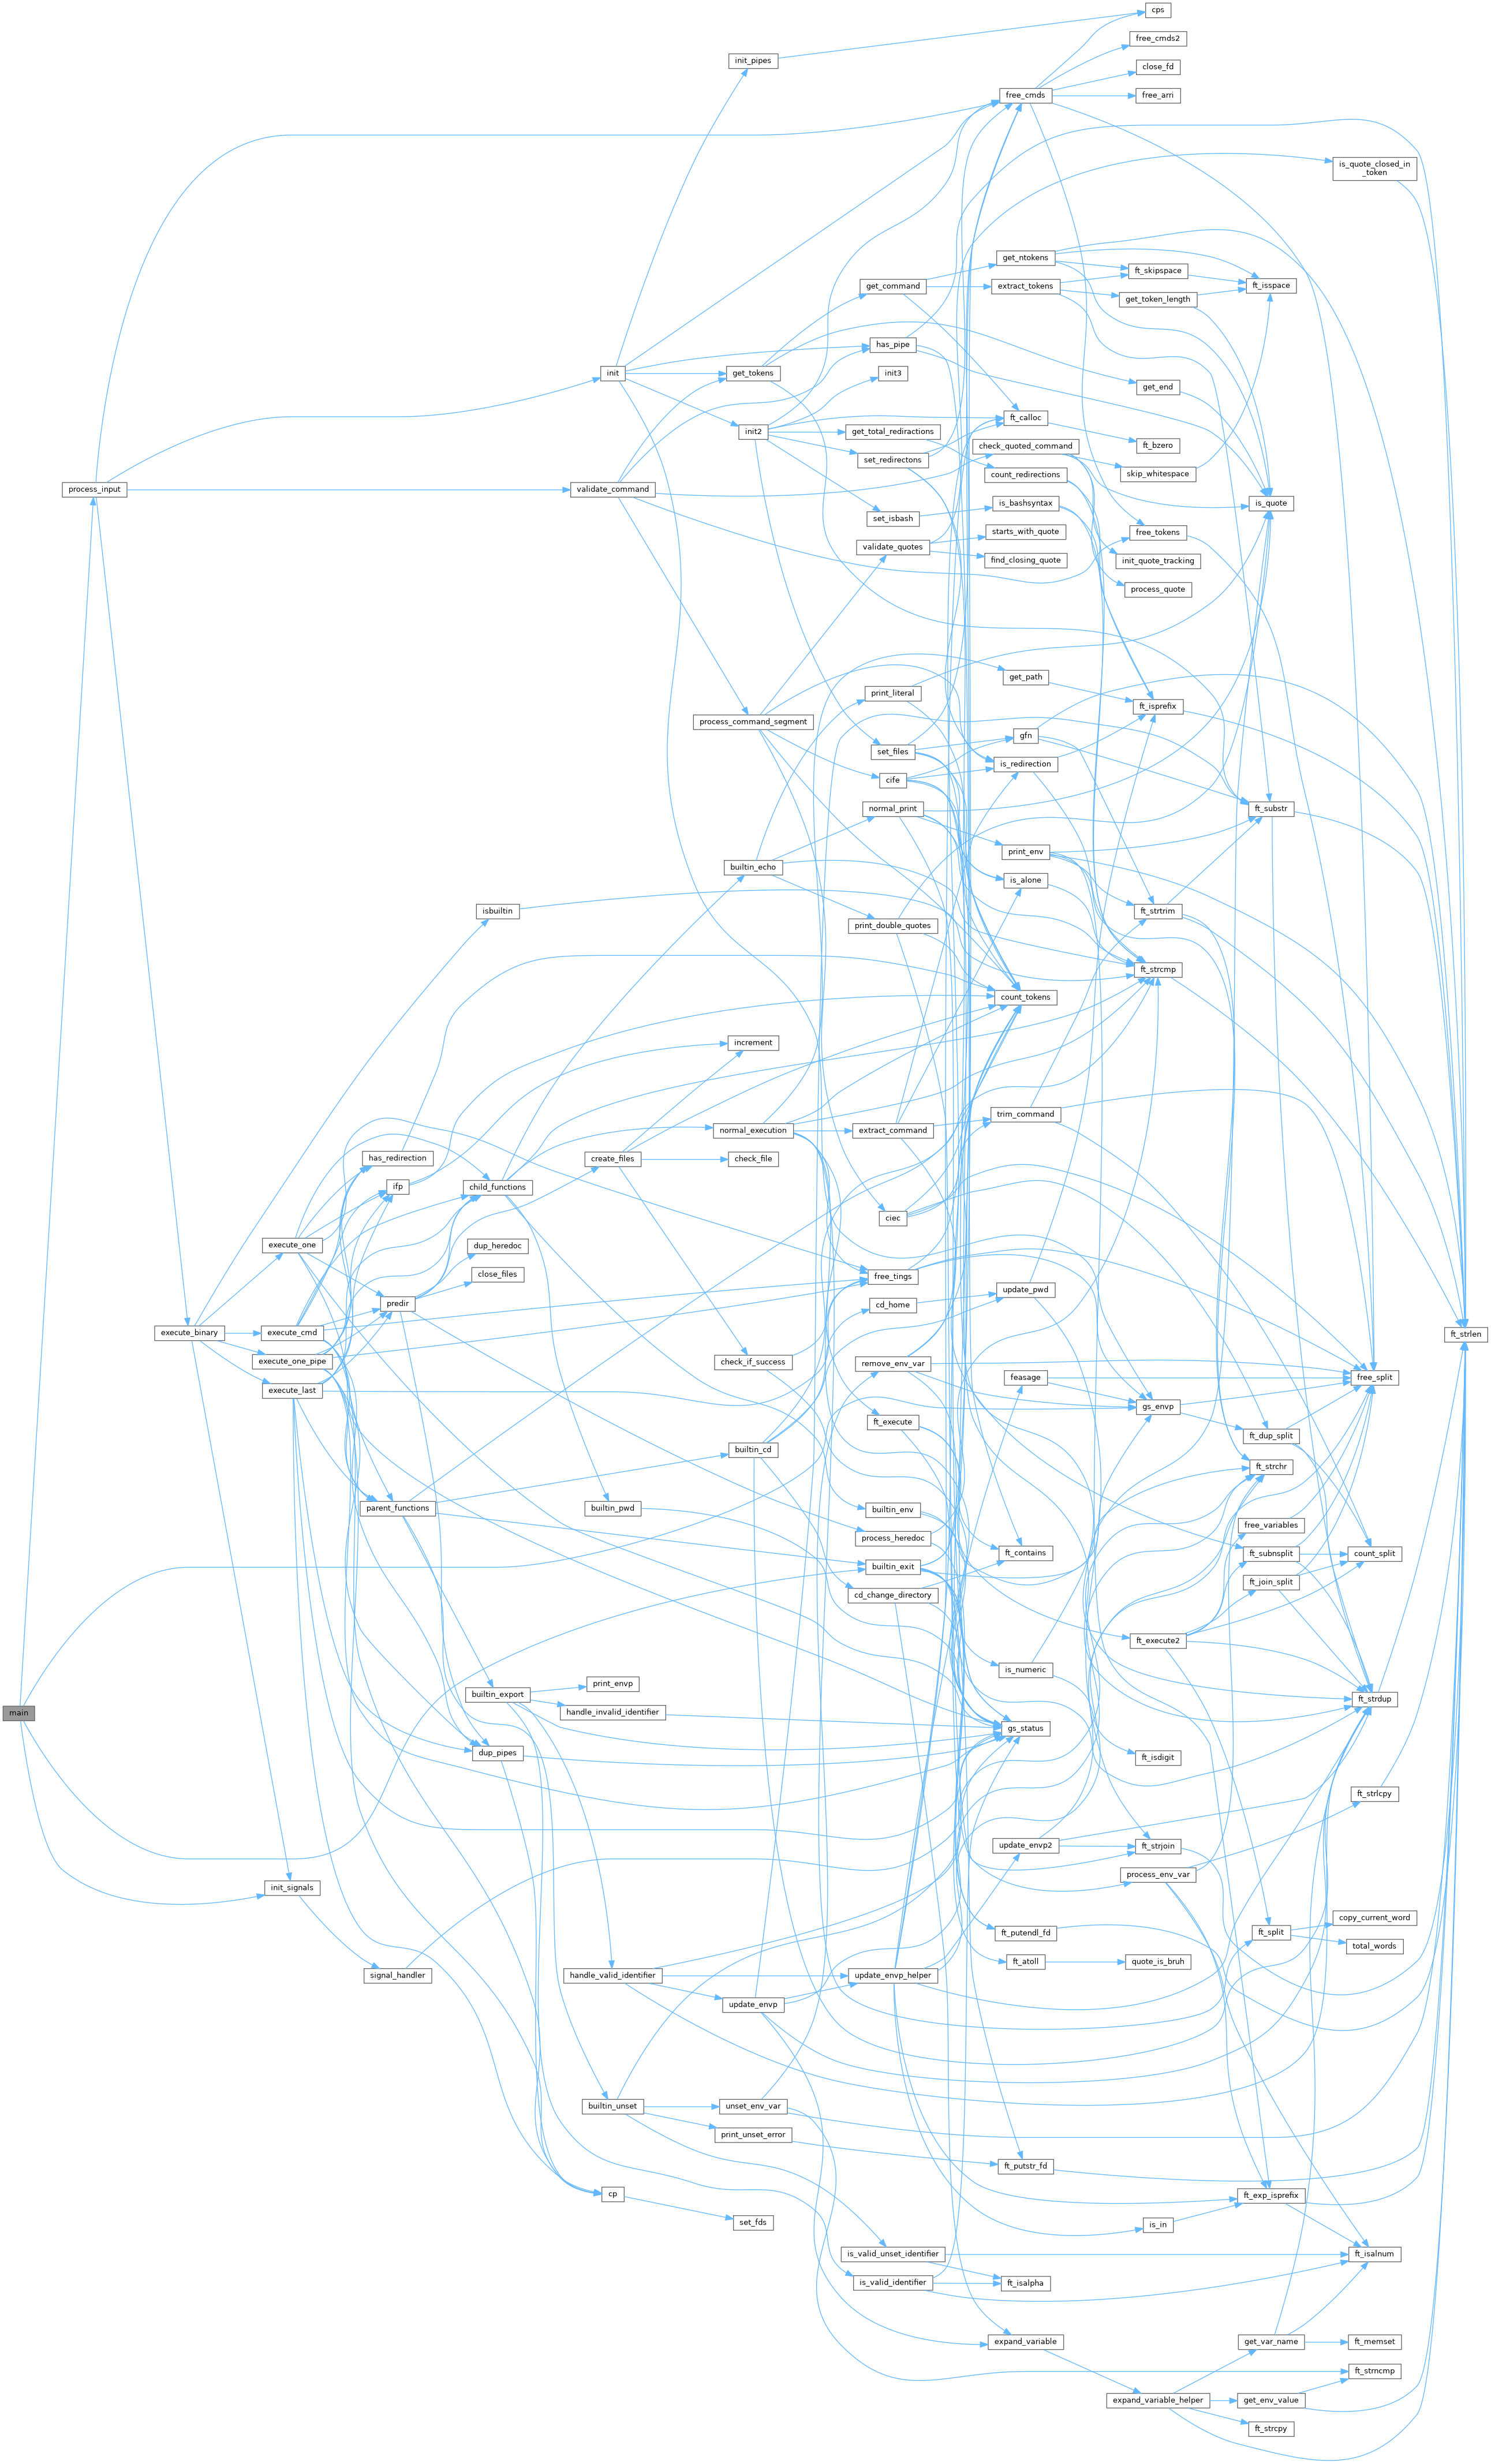 cps
free_cmds2
init_pipes
close_fd
free_cmds
free_arri
is_quote_closed_in
_token
get_ntokens
ft_skipspace
get_command
extract_tokens
ft_isspace
get_token_length
has_pipe
init
get_tokens
init3
get_end
ft_calloc
init2
get_total_rediractions
ft_bzero
check_quoted_command
set_redirectons
count_redirections
skip_whitespace
process_input
validate_command
is_bashsyntax
is_quote
set_isbash
starts_with_quote
free_tokens
validate_quotes
find_closing_quote
init_quote_tracking
process_quote
get_path
print_literal
ft_isprefix
process_command_segment
gfn
set_files
is_redirection
cife
normal_print
ft_substr
print_env
builtin_echo
is_alone
isbuiltin
ft_strtrim
print_double_quotes
ft_strcmp
count_tokens
increment
trim_command
normal_execution
extract_command
has_redirection
create_files
check_file
ifp
child_functions
ciec
execute_one
dup_heredoc
close_files
free_tings
update_pwd
predir
cd_home
execute_binary
execute_cmd
ft_strlen
execute_one_pipe
check_if_success
remove_env_var
feasage
free_split
execute_last
gs_envp
ft_execute
ft_dup_split
builtin_cd
ft_strchr
parent_functions
builtin_pwd
builtin_env
free_variables
process_heredoc
ft_contains
ft_subnsplit
count_split
builtin_exit
ft_join_split
cd_change_directory
ft_execute2
is_numeric
print_envp
builtin_export
ft_strdup
main
handle_invalid_identifier
gs_status
dup_pipes
ft_isdigit
ft_strlcpy
update_envp2
ft_strjoin
process_env_var
init_signals
copy_current_word
ft_putendl_fd
ft_split
total_words
ft_atoll
quote_is_bruh
signal_handler
handle_valid_identifier
update_envp_helper
update_envp
builtin_unset
unset_env_var
print_unset_error
ft_putstr_fd
cp
ft_exp_isprefix
set_fds
is_in
is_valid_unset_identifier
ft_isalnum
is_valid_identifier
ft_isalpha
expand_variable
get_var_name
ft_memset
ft_strncmp
expand_variable_helper
get_env_value
ft_strcpy